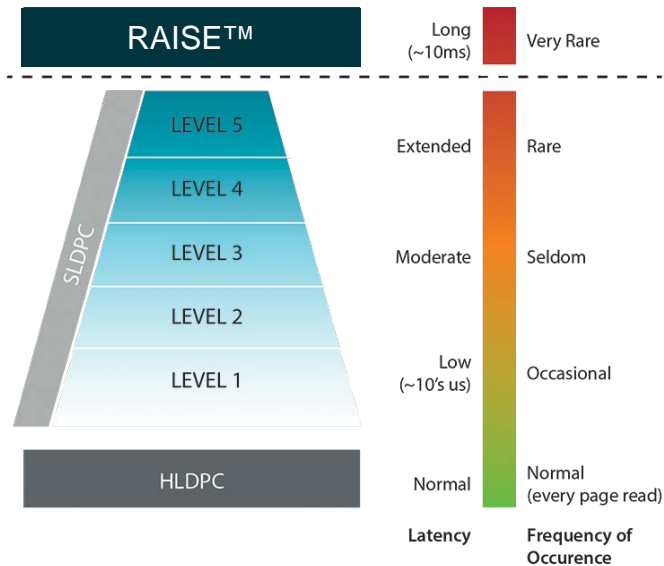 RAISE™
Long
(~10ms)
Very Rare
LEVEL 5
Extended
Rare
LEVEL 4
SLDPC
LEVEL 3
Moderate
Seldom
LEVEL 2
LEVEL 1
Low
(~10's us)
Occasional
HLDPC
Normal
Normal
(every page read)
Latency
Frequency of
Occurence